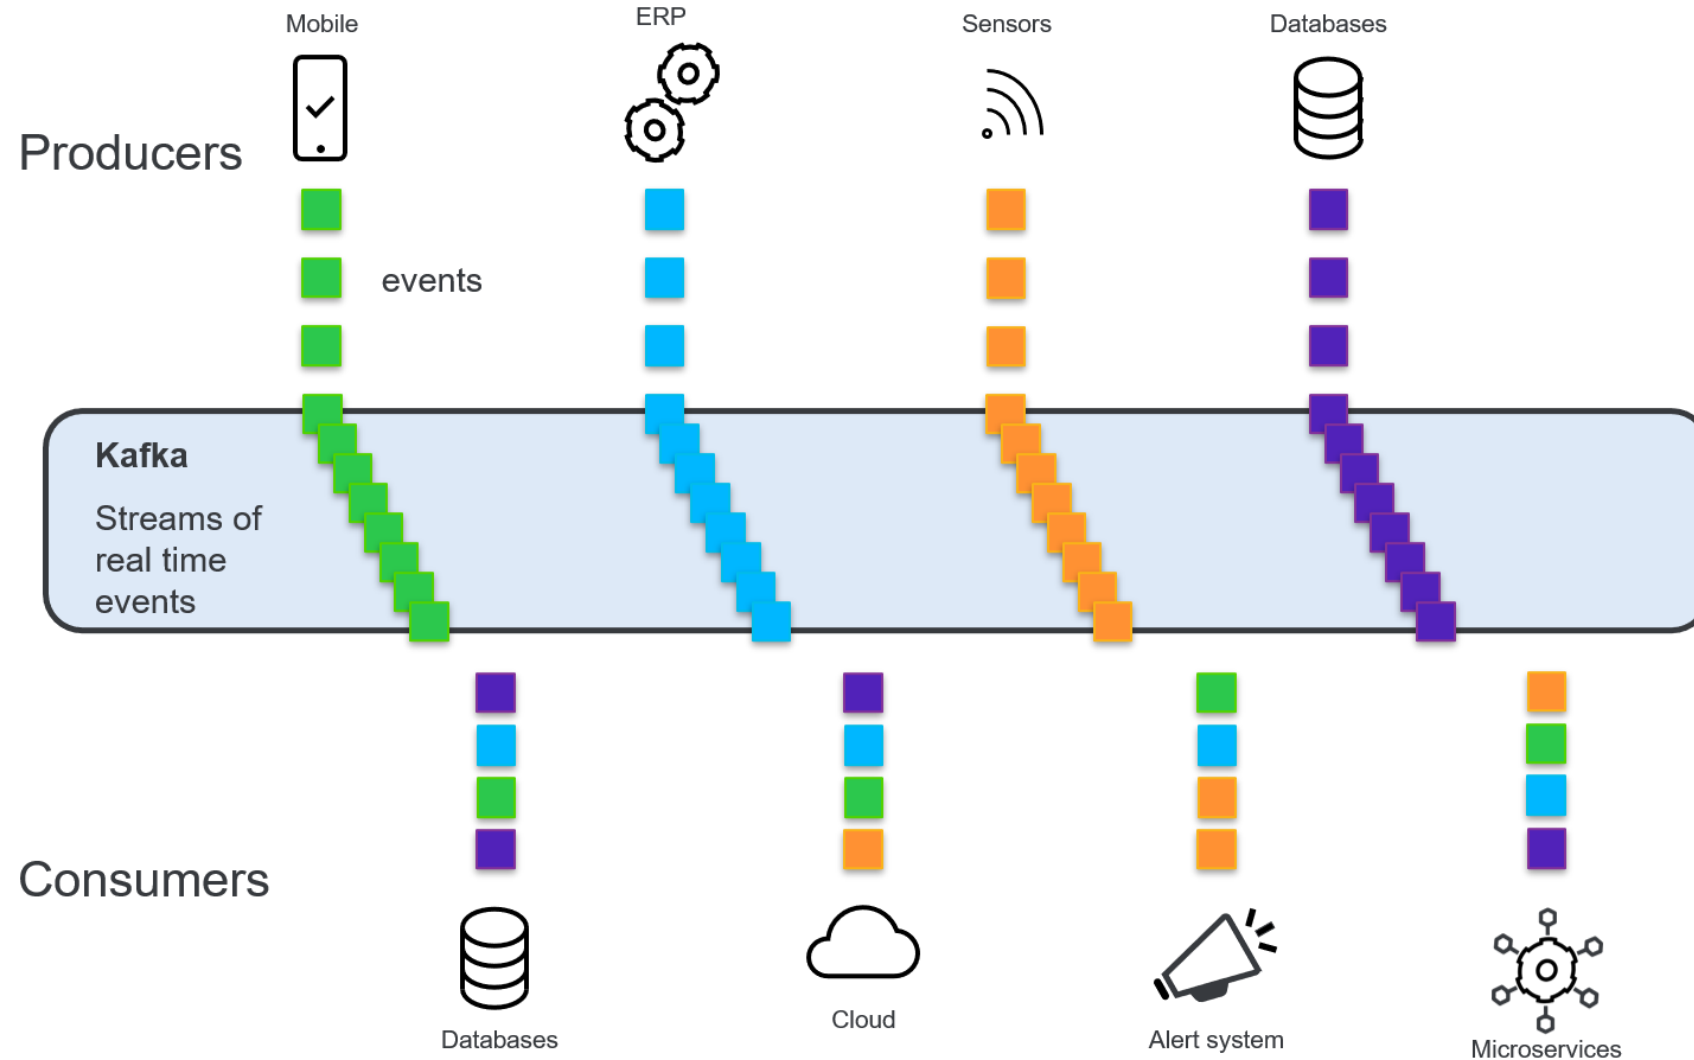 Mobile
ERP
Sensors
Databases
Producers
events
Kafka
Streams of
real time
events
Consumers
Databases
Cloud
Alert system
Microservices